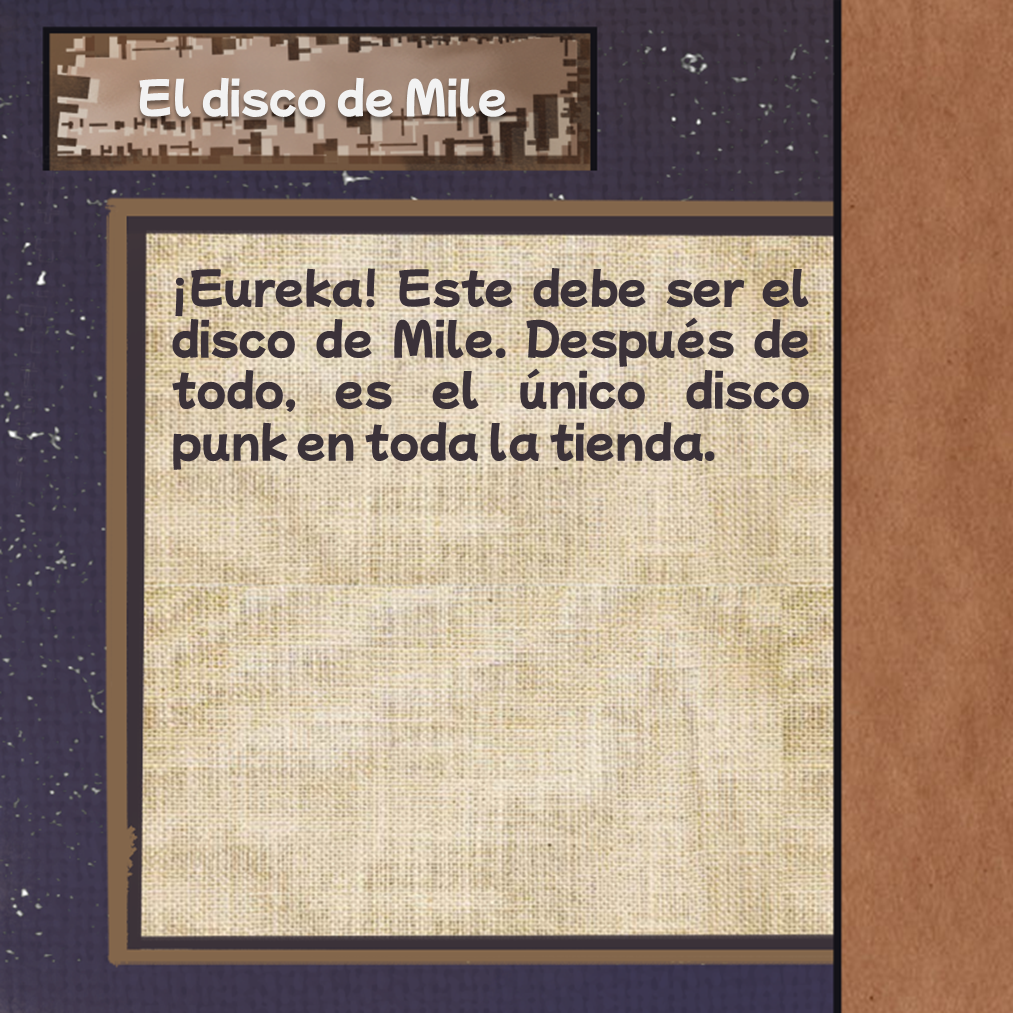 El disco de Mile
¡Eureka! Este debe ser el
disco de Mile. Después de
todo, es el único disco
punk en toda la tienda.